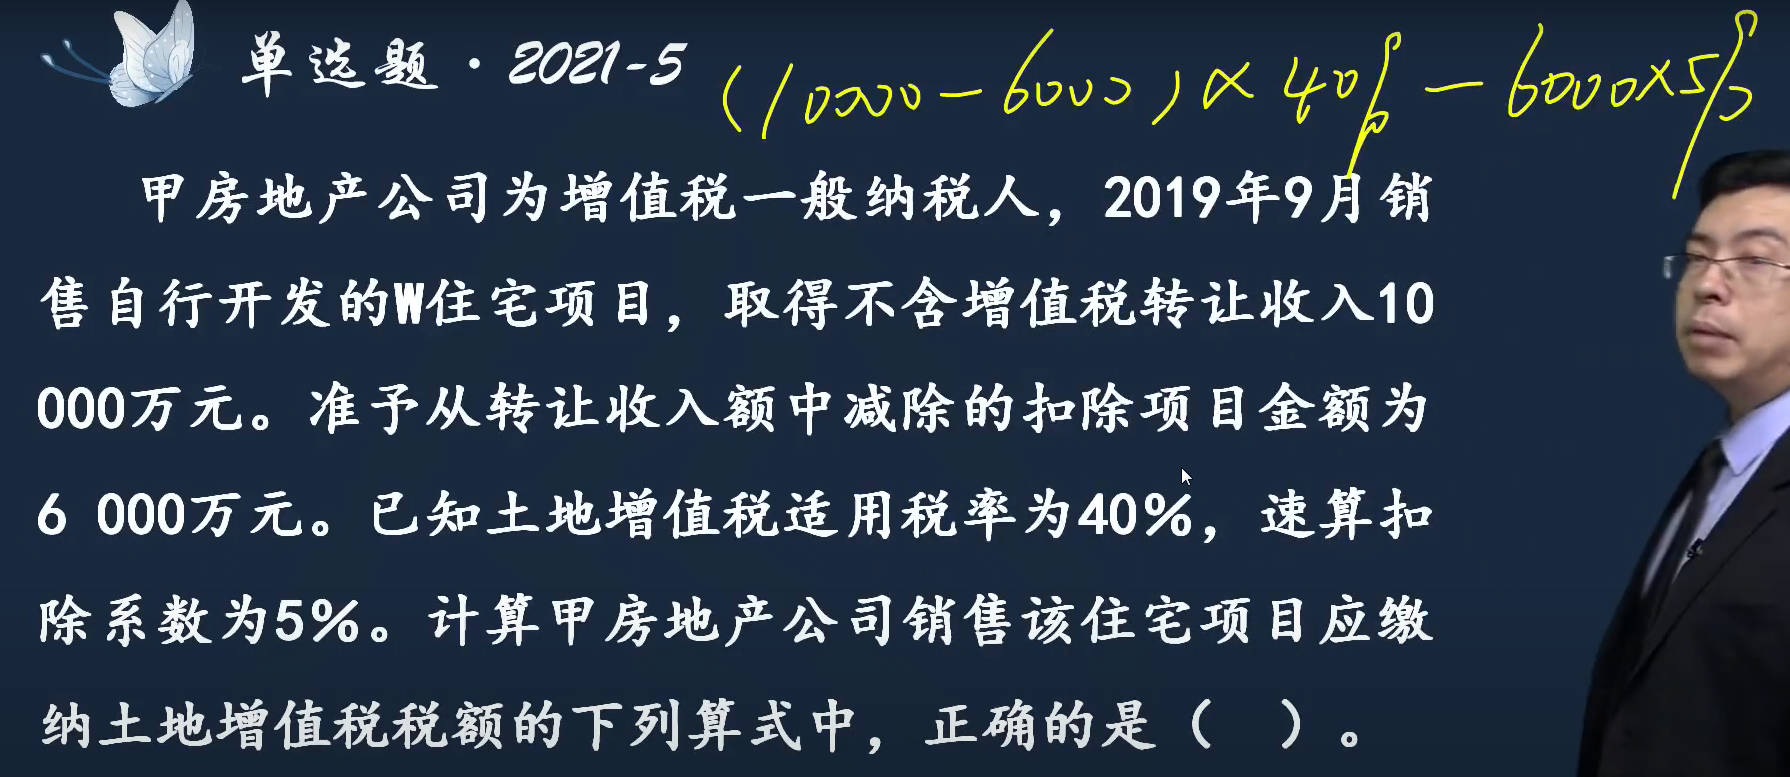 单选题·2021-5
(10000-6000)×40%-6000×5%
甲房地产公司为增值税一般纳税人，2019年9月销
售自行开发的W住宅项目，取得不含增值税转让收入10
000万元。准予从转让收入额中减除的扣除项目金额为
6 000万元。已知土地增值税适用税率为40%，速算扣
除系数为5%。计算甲房地产公司销售该住宅项目应缴
纳土地增值税税额的下列算式中，正确的是（　）。